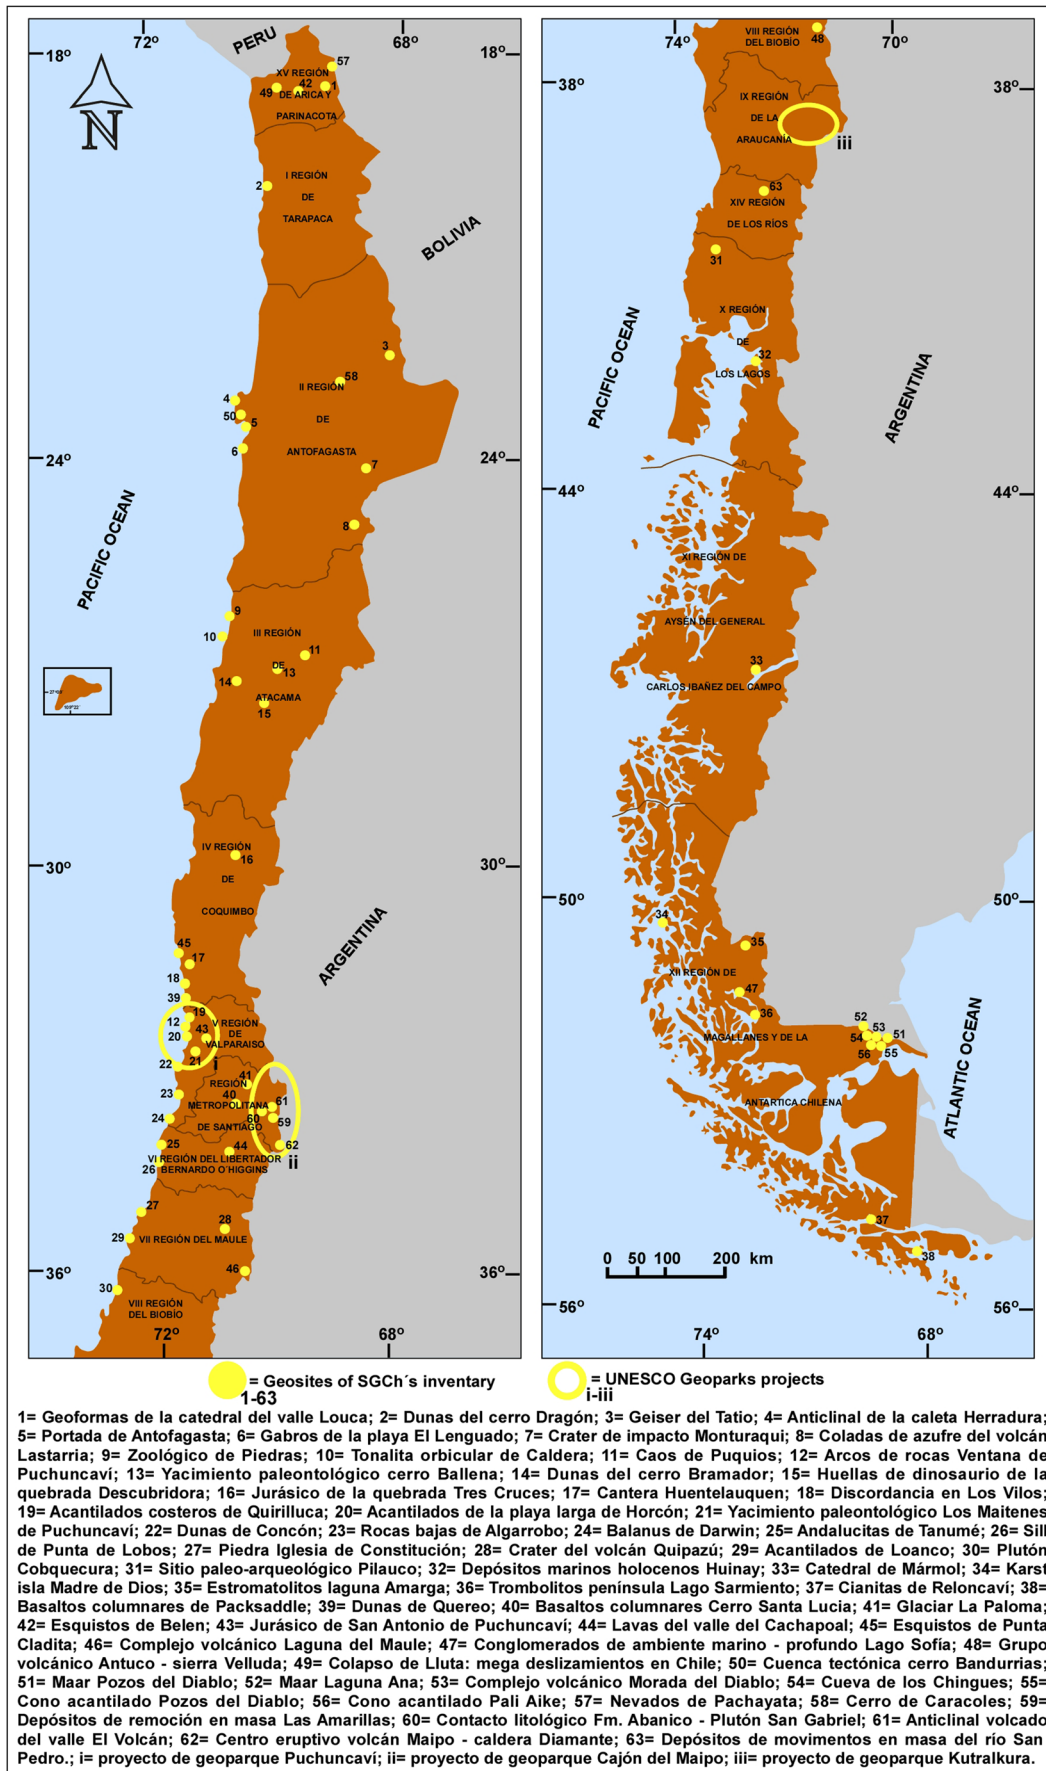 72º
68º
18º
18º
PERU
57
XV REGIÓN
42
1
49
DE ARICA Y
PARINACOTA
N
I REGIÓN
2
DE
TARAPACA
BOLIVIA
3
58
II REGIÓN
4
50
5
DE
6
ANTOFAGASTA
24º
24º
7
8
PACIFIC OCEAN
9
10
III REGIÓN
11
DE
13
14
ATACAMA
15
27º09'
109º22'
IV REGIÓN
16
30º
30º
DE
COQUIMBO
ARGENTINA
45
17
18
39
19
12
V REGIÓN
43
DE
20
VALPARAISO
21
i
22
41
REGIÓN
23
40
METROPOLITANA
61
24
60
59
DE SANTIAGO
25
44
62
VI REGIÓN DEL LIBERTADOR
ii
26
BERNARDO O´HIGGINS
27
28
29
VII REGIÓN DEL MAULE
46
36º
36º
30
VIII REGIÓN
DEL BIOBÍO
72º
68º
74º
70º
VIII REGIÓN
DEL BIOBÍO
48
38º
38º
IX REGIÓN
DE LA
ARAUCANÍA
iii
63
XIV REGIÓN
DE LOS RÍOS
31
X REGIÓN
DE
32
LOS LAGOS
PACIFIC OCEAN
ARGENTINA
44º
44º
XI REGIÓN DE
AYSÉN DEL GENERAL
33
CARLOS IBAÑEZ DEL CAMPO
50º
50º
34
35
XII REGIÓN DE
47
36
52
MAGALLANES Y DE LA
54
53
51
56
55
ANTARTICA CHILENA
ATLANTIC OCEAN
37
38
0 50 100 200 km
56º
56º
74º
68º
= Geosites of SGCh´s inventary
1-63
= UNESCO Geoparks projects
i-iii
1= Geoformas de la catedral del valle Louca; 2= Dunas del cerro Dragón; 3= Geiser del Tatio; 4= Anticlinal de la caleta Herradura;
5= Portada de Antofagasta; 6= Gabros de la playa El Lenguado; 7= Crater de impacto Monturaqui; 8= Coladas de azufre del volcán
Lastarria; 9= Zoológico de Piedras; 10= Tonalita orbicular de Caldera; 11= Caos de Puquios; 12= Arcos de rocas Ventana de
Puchuncaví; 13= Yacimiento paleontológico cerro Ballena; 14= Dunas del cerro Bramador; 15= Huellas de dinosaurio de la
quebrada Descubridora; 16= Jurásico de la quebrada Tres Cruces; 17= Cantera Huentelauquen; 18= Discordancia en Los Vilos;
19= Acantilados costeros de Quirilluca; 20= Acantilados de la playa larga de Horcón; 21= Yacimiento paleontológico Los Maitenes
de Puchuncaví; 22= Dunas de Concón; 23= Rocas bajas de Algarrobo; 24= Balanus de Darwin; 25= Andalucitas de Tanumé; 26= Sill
de Punta de Lobos; 27= Piedra Iglesia de Constitución; 28= Crater del volcán Quipazú; 29= Acantilados de Loanco; 30= Plutón
Cobquecura; 31= Sitio paleo-arqueológico Pilauco; 32= Depósitos marinos holocenos Huinay; 33= Catedral de Mármol; 34= Karst
isla Madre de Dios; 35= Estromatolitos laguna Amarga; 36= Trombolitos península Lago Sarmiento; 37= Cianitas de Reloncaví; 38=
Basaltos columnares de Packsaddle; 39= Dunas de Quereo; 40= Basaltos columnares Cerro Santa Lucia; 41= Glaciar La Paloma;
42= Esquistos de Belen; 43= Jurásico de San Antonio de Puchuncaví; 44= Lavas del valle del Cachapoal; 45= Esquistos de Punta
Cladita; 46= Complejo volcánico Laguna del Maule; 47= Conglomerados de ambiente marino - profundo Lago Sofía; 48= Grupo
volcánico Antuco - sierra Velluda; 49= Colapso de Lluta: mega deslizamientos en Chile; 50= Cuenca tectónica cerro Bandurrias;
51= Maar Pozos del Diablo; 52= Maar Laguna Ana; 53= Complejo volcánico Morada del Diablo; 54= Cueva de los Chingues; 55=
Cono acantilado Pozos del Diablo; 56= Cono acantilado Pali Aike; 57= Nevados de Pachayata; 58= Cerro de Caracoles; 59=
Depósitos de remoción en masa Las Amarillas; 60= Contacto litológico Fm. Abanico - Plutón San Gabriel; 61= Anticlinal volcado
del valle El Volcán; 62= Centro eruptivo volcán Maipo - caldera Diamante; 63= Depósitos de movimientos en masa del río San
Pedro.; i= proyecto de geoparque Puchuncaví; ii= proyecto de geoparque Cajón del Maipo; iii= proyecto de geoparque Kutralkura.